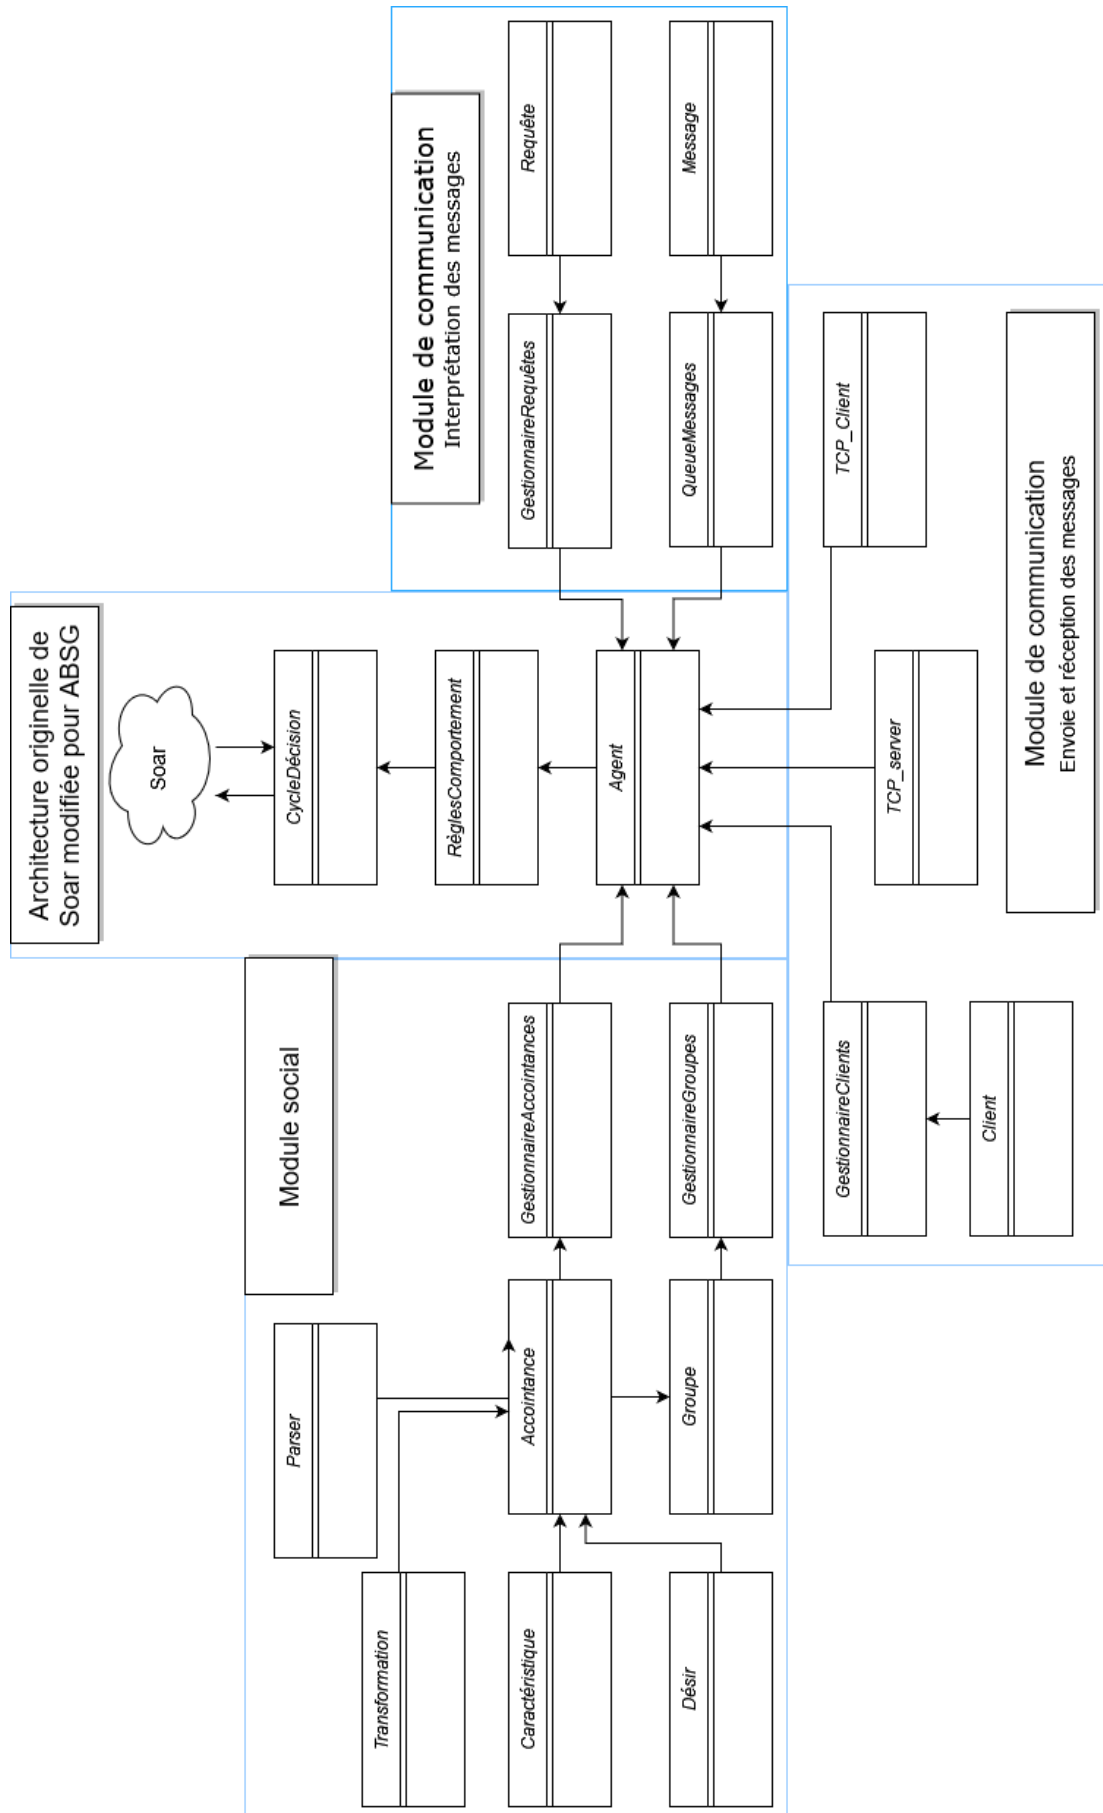 Architecture originelle de
Soar modifiée pour ABSG
Soar
Parser
Module social
CycleDécision
Transformation
Module de communication
Interprétation des messages
RèglesComportement
Caractéristique
Accointance
GestionnaireAccointances
GestionnaireRequêtes
Requête
Agent
Désir
Groupe
GestionnaireGroupes
QueueMessages
Message
GestionnaireClients
TCP_Client
TCP_server
Client
Module de communication
Envoie et réception des messages